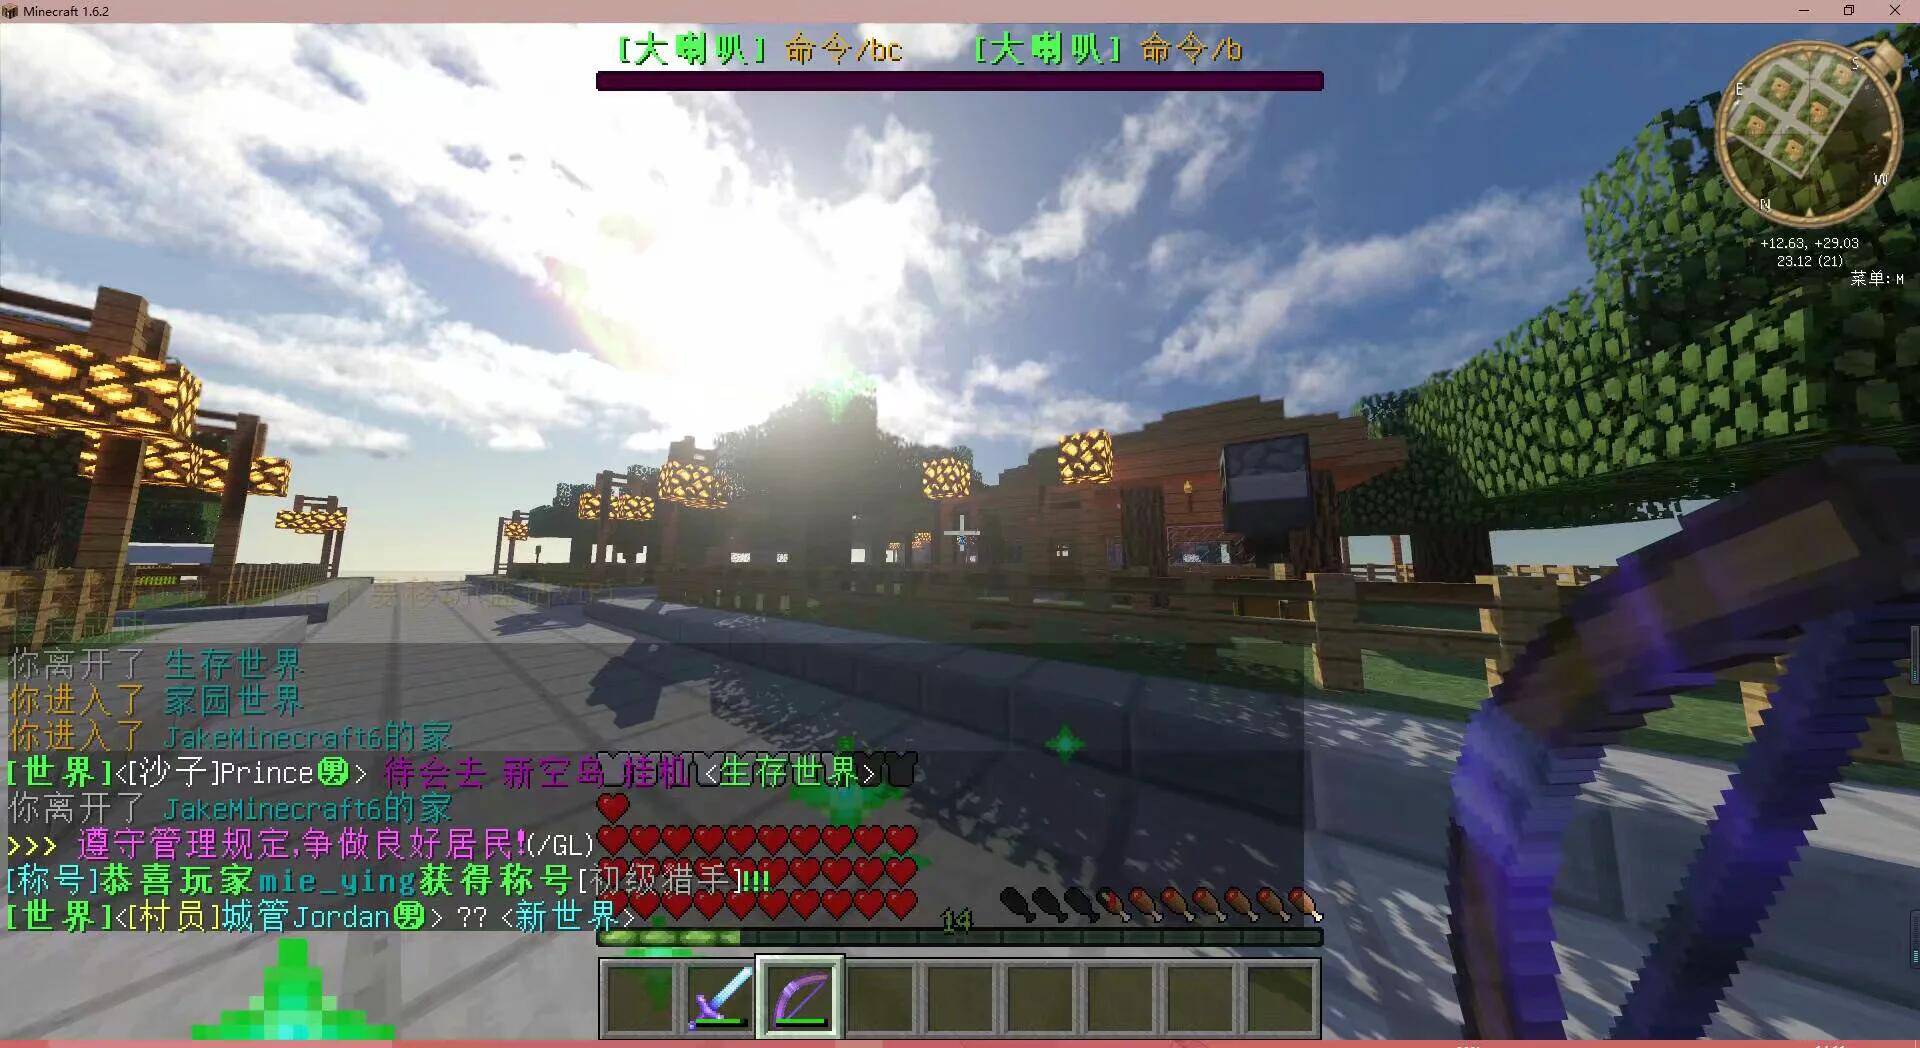 Minecraft 1.6.2
[大喇叭] 命令/bc [大喇叭] 命令/b
S
E
W
N
+12.63, +29.03
23.12 (21)
菜单: M
你离开了 生存世界
你进入了 家园世界
你进入了 JakeMinecraft6的家
[世界]<[沙子]Prince男> 待会去 新空岛 挂机 <生存世界>
你离开了 JakeMinecraft6的家
>>> 遵守管理规定,争做良好居民!(/GL)
[称号]恭喜玩家mie_ying获得称号[初级猎手]!!!
[世界]<[村员]城管Jordan男> ?? <新世界>
14